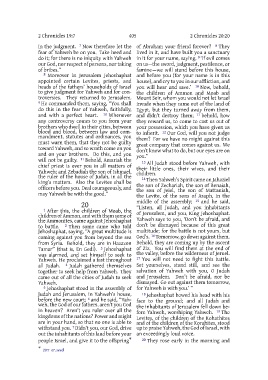 2 Chronicles 19:7
405
2 Chronicles 20:20
in the judgment. 7 Now therefore let the
fear of Yahweh be on you. Take heed and
do it; for there is no iniquity with Yahweh
our God, nor respect of persons, nor taking
of bribes."
8 Moreover in Jerusalem Jehoshaphat
appointed certain Levites, priests, and
heads of the fathers' households of Israel
to give judgment for Yahweh and for con-
troversies. They returned to Jerusalem.
9 He commanded them, saying, "You shall
do this in the fear of Yahweh, faithfully,
and with a perfect heart. 10 Whenever
any controversy comes to you from your
brothers who dwell in their cities, between
blood and blood, between law and com-
mandment, statutes and ordinances, you
must warn them, that they not be guilty
toward Yahweh, and so wrath come on you
and on your brothers. Do this, and you
will not be guilty. 11 Behold, Amariah the
chief priest is over you in all matters of
Yahweh; and Zebadiah the son of Ishmael,
the ruler of the house of Judah, in all the
king's matters. Also the Levites shall be
officers before you. Deal courageously, and
may Yahweh be with the good."
20
1 After this, the children of Moab, the
children of Ammon, and with them some of
the Ammonites, came against Jehoshaphat
to battle. 2 Then some came who told
Jehoshaphat, saying, "A great multitude is
coming against you from beyond the sea
from Syria. Behold, they are in Hazazon
Tamar" (that is, En Gedi). 3 Jehoshaphat
was alarmed, and set himself to seek to
Yahweh. He proclaimed a fast throughout
all Judah. 4 Judah gathered themselves
together to seek help from Yahweh. They
came out of all the cities of Judah to seek
Yahweh.
5 Jehoshaphat stood in the assembly of
Judah and Jerusalem, in Yahweh's house,
before the new court; 6 and he said, "Yah-
weh, the God of our fathers, aren't you God
in heaven? Aren't you ruler over all the
kingdoms of the nations? Power and might
are in your hand, so that no one is able to
withstand you. 7 Didn't you, our God, drive
out the inhabitants of this land before your
people Israel, and give it to the offspring
of Abraham your friend forever? 8 They
lived in it, and have built you a sanctuary
in it for your name, saying, 9 'If evil comes
on us—the sword, judgment, pestilence, or
famine—we will stand before this house,
and before you (for your name is in this
house), and cry to you in our affliction, and
you will hear and save.' 10 Now, behold,
the children of Ammon and Moab and
Mount Seir, whom you would not let Israel
invade when they came out of the land of
Egypt, but they turned away from them,
and didn't destroy them; 11 behold, how
they reward us, to come to cast us out of
your possession, which you have given us
to inherit. 12 Our God, will you not judge
them? For we have no might against this
great company that comes against us. We
don't know what to do, but our eyes are on
you."
13 All Judah stood before Yahweh, with
their little ones, their wives, and their
children.
14 Then Yahweh's Spirit came on Jahaziel
the son of Zechariah, the son of Benaiah,
the son of Jeiel, the son of Mattaniah,
the Levite, of the sons of Asaph, in the
middle of the assembly; 15 and he said,
"Listen, all Judah, and you inhabitants
of Jerusalem, and you, King Jehoshaphat.
Yahweh says to you, 'Don't be afraid, and
don't be dismayed because of this great
multitude; for the battle is not yours, but
God's. 16 Tomorrow, go down against them.
Behold, they are coming up by the ascent
of Ziz. You will find them at the end of
the valley, before the wilderness of Jeruel.
17 You will not need to fight this battle.
Set yourselves, stand still, and see the
salvation of Yahweh with you, O Judah
and Jerusalem. Don't be afraid, nor be
dismayed. Go out against them tomorrow,
for Yahweh is with you.'"
18 Jehoshaphat bowed his head with his
face to the ground; and all Judah and
the inhabitants of Jerusalem fell down be-
fore Yahweh, worshiping Yahweh. 19 The
Levites, of the children of the Kohathites
and of the children of the Korahites, stood
up to praise Yahweh, the God of Israel, with
an exceedingly loud voice.
20 They rose early in the morning and